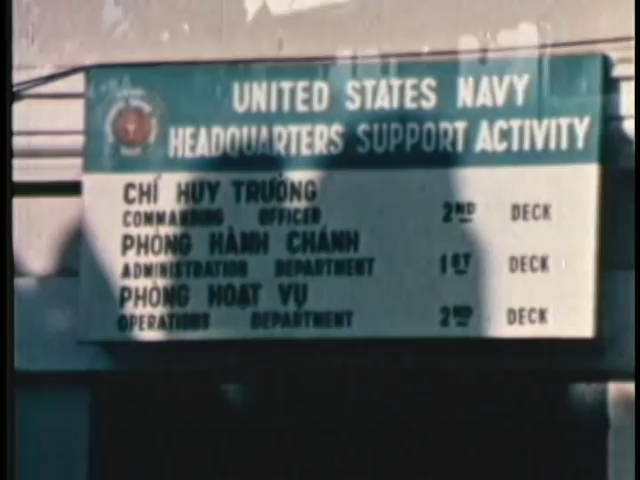 UNITED STATES NAVY
HEADQUARTERS SUPPORT ACTIVITY
CHỈ HUY TRƯỞNG
COMMANDING OFFICER 2ND DECK
PHÒNG HÀNH CHÁNH
ADMINISTRATION DEPARTMENT 1ST DECK
PHÒNG HOẠT VỤ
OPERATIONS DEPARTMENT 2ND DECK